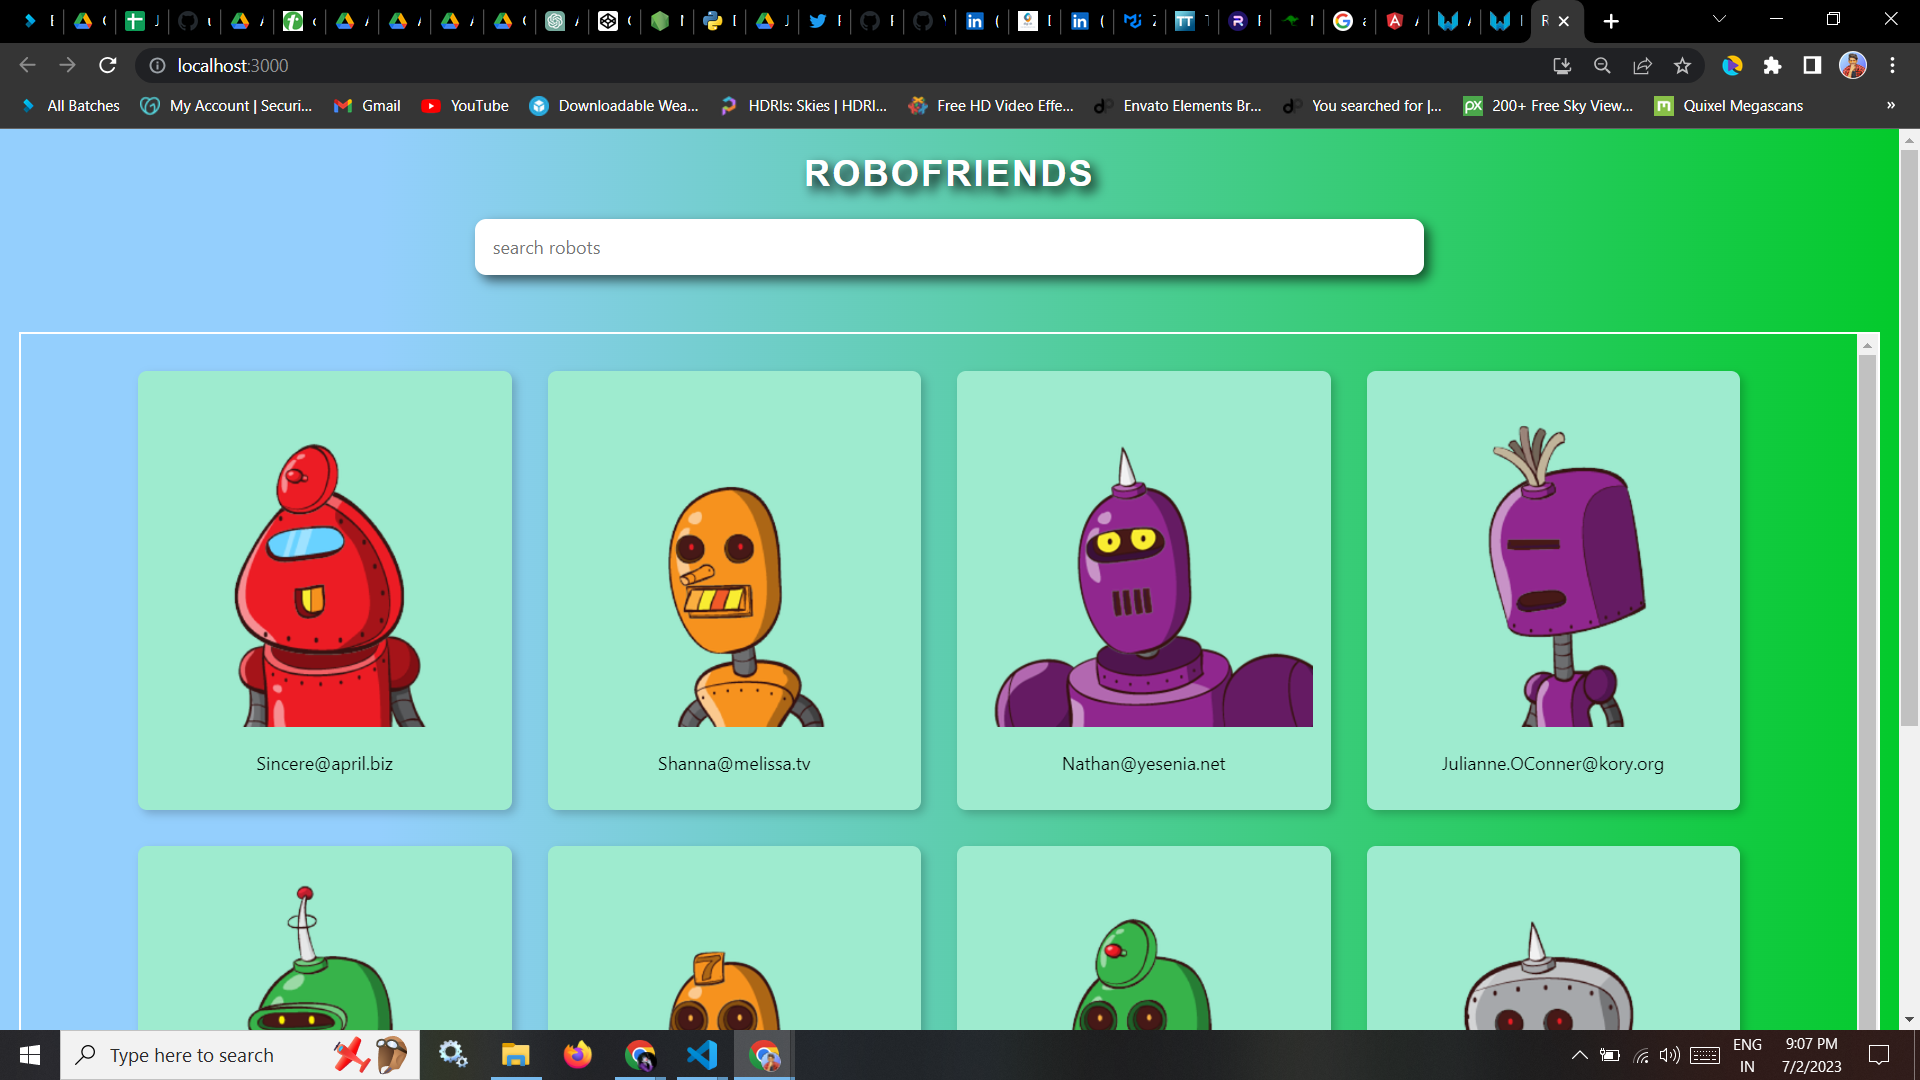 localhost:3000
All Batches
My Account | Securi...
Gmail
YouTube
Downloadable Wea...
HDRIs: Skies | HDRI...
Free HD Video Effe...
Envato Elements Br...
You searched for |...
200+ Free Sky View...
Quixel Megascans
»
ROBOFRIENDS
search robots
Sincere@april.biz
Shanna@melissa.tv
Nathan@yesenia.net
Julianne.OConner@kory.org
7
Type here to search
ENG
IN
9:07 PM
7/2/2023